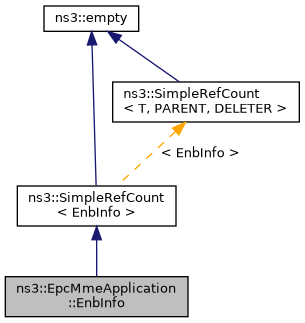 ns3::empty
ns3::SimpleRefCount
< T, PARENT, DELETER >
< EnbInfo >
ns3::SimpleRefCount
< EnbInfo >
ns3::EpcMmeApplication
::EnbInfo